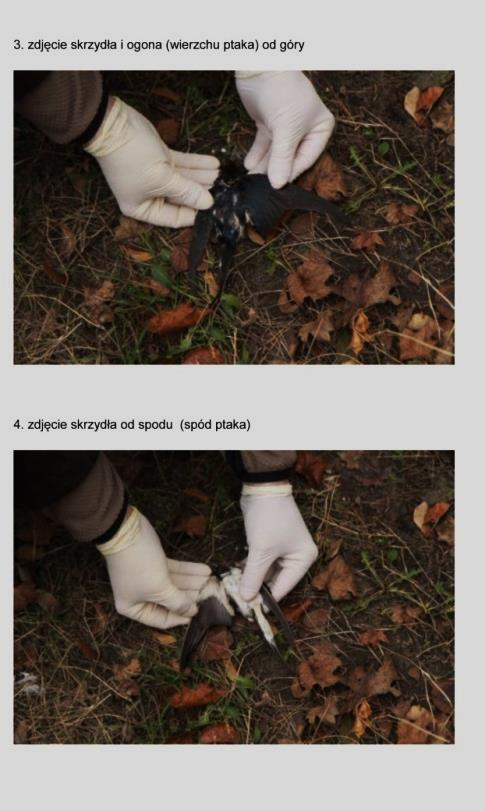 3. zdjęcie skrzydła i ogona (wierzchu ptaka) od góry
4. zdjęcie skrzydła od spodu  (spód ptaka)